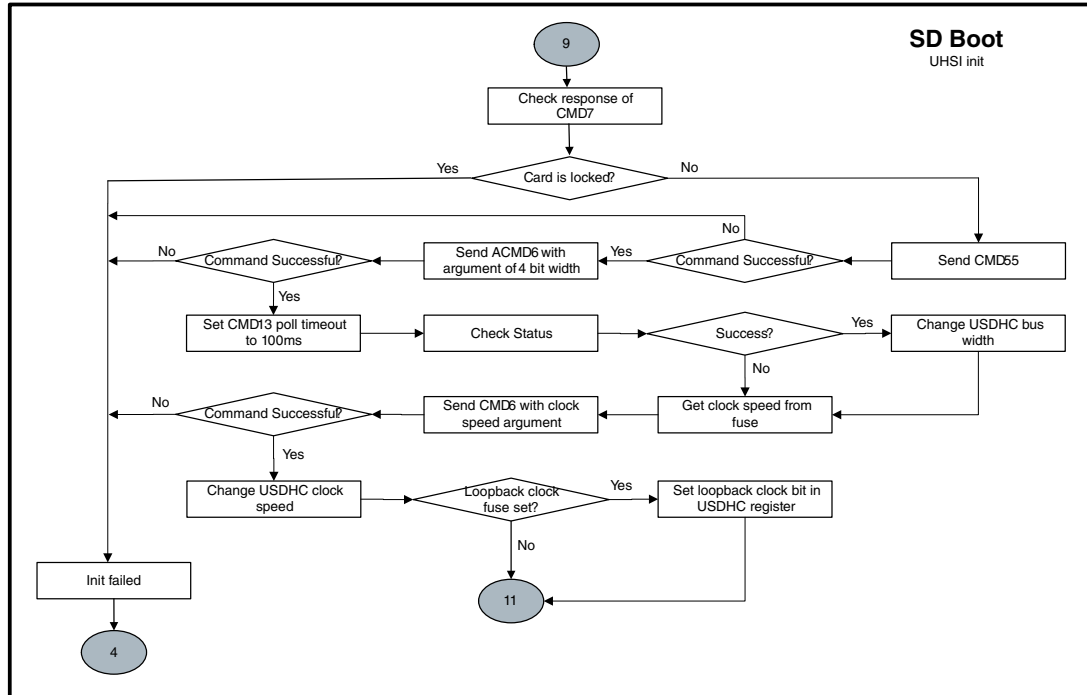 SD Boot
UHSI init
9
Check response of
CMD7
Yes
Card is locked?
No
No
No
Command Successful?
Send ACMD6 with
argument of 4 bit width
Yes
Command Successful?
Send CMD55
Yes
Set CMD13 poll timeout
to 100ms
Check Status
Success?
Yes
Change USDHC bus
width
No
No
Command Successful?
Send CMD6 with clock
speed argument
Get clock speed from
fuse
Yes
Change USDHC clock
speed
Loopback clock
fuse set?
Yes
Set loopback clock bit in
USDHC register
No
Init failed
11
4